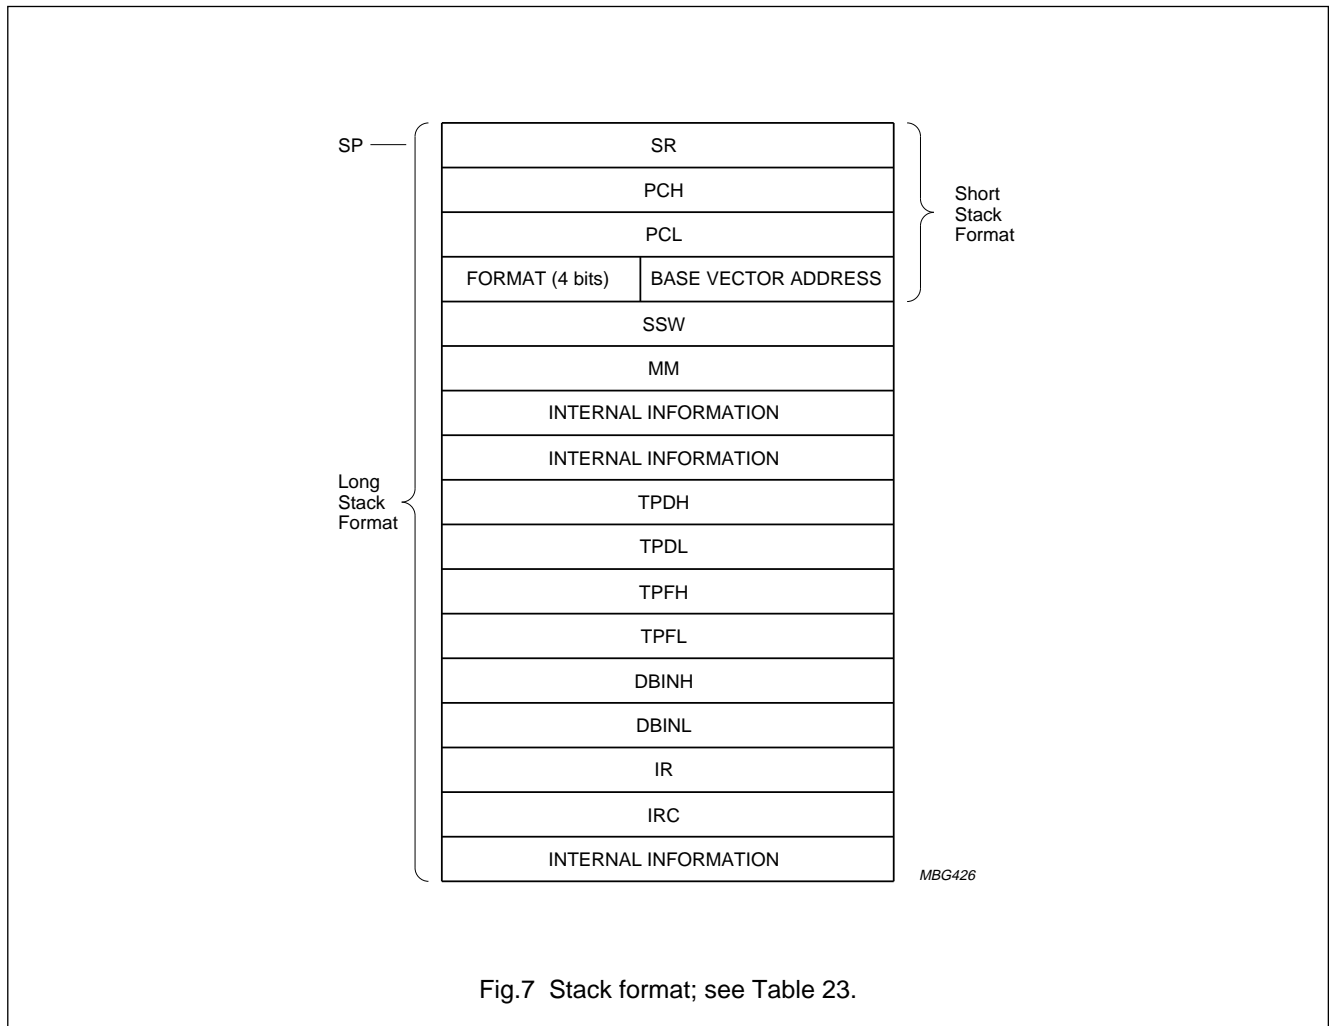 SP
SR
PCH
PCL
FORMAT (4 bits)
BASE VECTOR ADDRESS
Short
Stack
Format
SSW
MM
INTERNAL INFORMATION
INTERNAL INFORMATION
Long
Stack
Format
TPDH
TPDL
TPFH
TPFL
DBINH
DBINL
IR
IRC
INTERNAL INFORMATION
MBG426
Fig.7 Stack format; see Table 23.